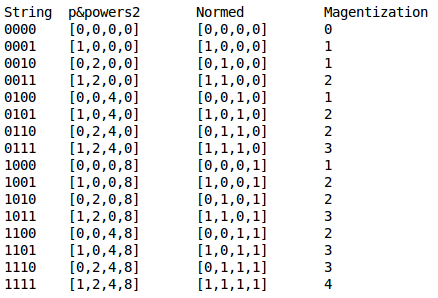 String p&powers2 Normed Magentization
0000 [0,0,0,0] [0,0,0,0] 0
0001 [1,0,0,0] [1,0,0,0] 1
0010 [0,2,0,0] [0,1,0,0] 1
0011 [1,2,0,0] [1,1,0,0] 2
0100 [0,0,4,0] [0,0,1,0] 1
0101 [1,0,4,0] [1,0,1,0] 2
0110 [0,2,4,0] [0,1,1,0] 2
0111 [1,2,4,0] [1,1,1,0] 3
1000 [0,0,0,8] [0,0,0,1] 1
1001 [1,0,0,8] [1,0,0,1] 2
1010 [0,2,0,8] [0,1,0,1] 2
1011 [1,2,0,8] [1,1,0,1] 3
1100 [0,0,4,8] [0,0,1,1] 2
1101 [1,0,4,8] [1,0,1,1] 3
1110 [0,2,4,8] [0,1,1,1] 3
1111 [1,2,4,8] [1,1,1,1] 4